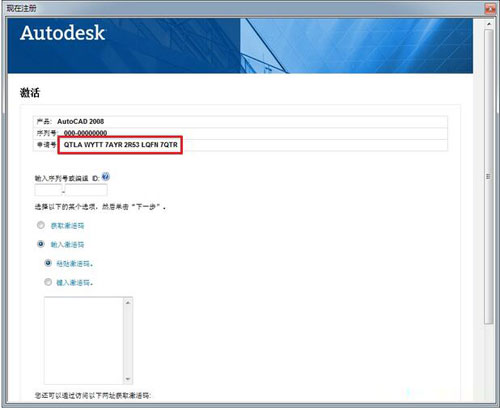 现在注册
Autodesk
激活
产品: AutoCAD 2008
序列号: 000-00000000
申请号: QTLA WYTT 7AYR 2R53 LQFN 7QTR
输入序列号或编组 ID:
选择以下的某个选项，然后单击“下一步”。
获取激活码
输入激活码
粘贴激活码。
键入激活码。
您还可以通过访问以下网址获取激活码: